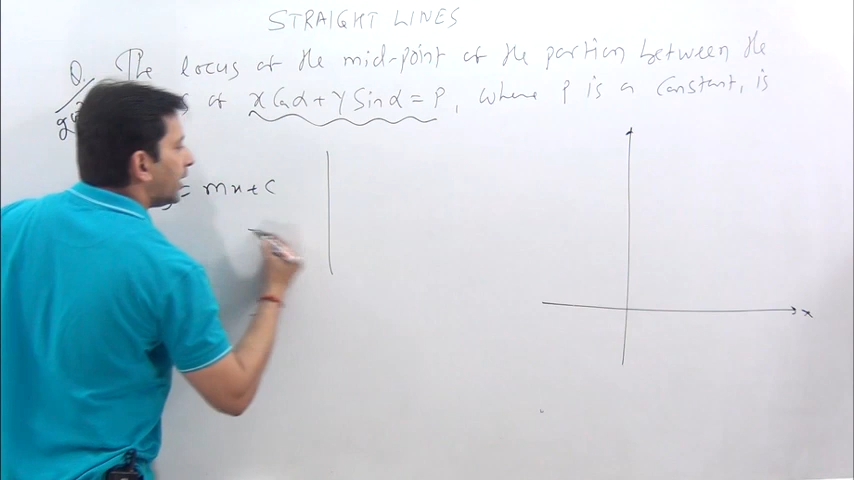 STRAIGHT LINES
Q. The locus of the mid-point of the portion between the
of x Cosα + y Sinα = P, where P is a constant, is
= mx + c
x